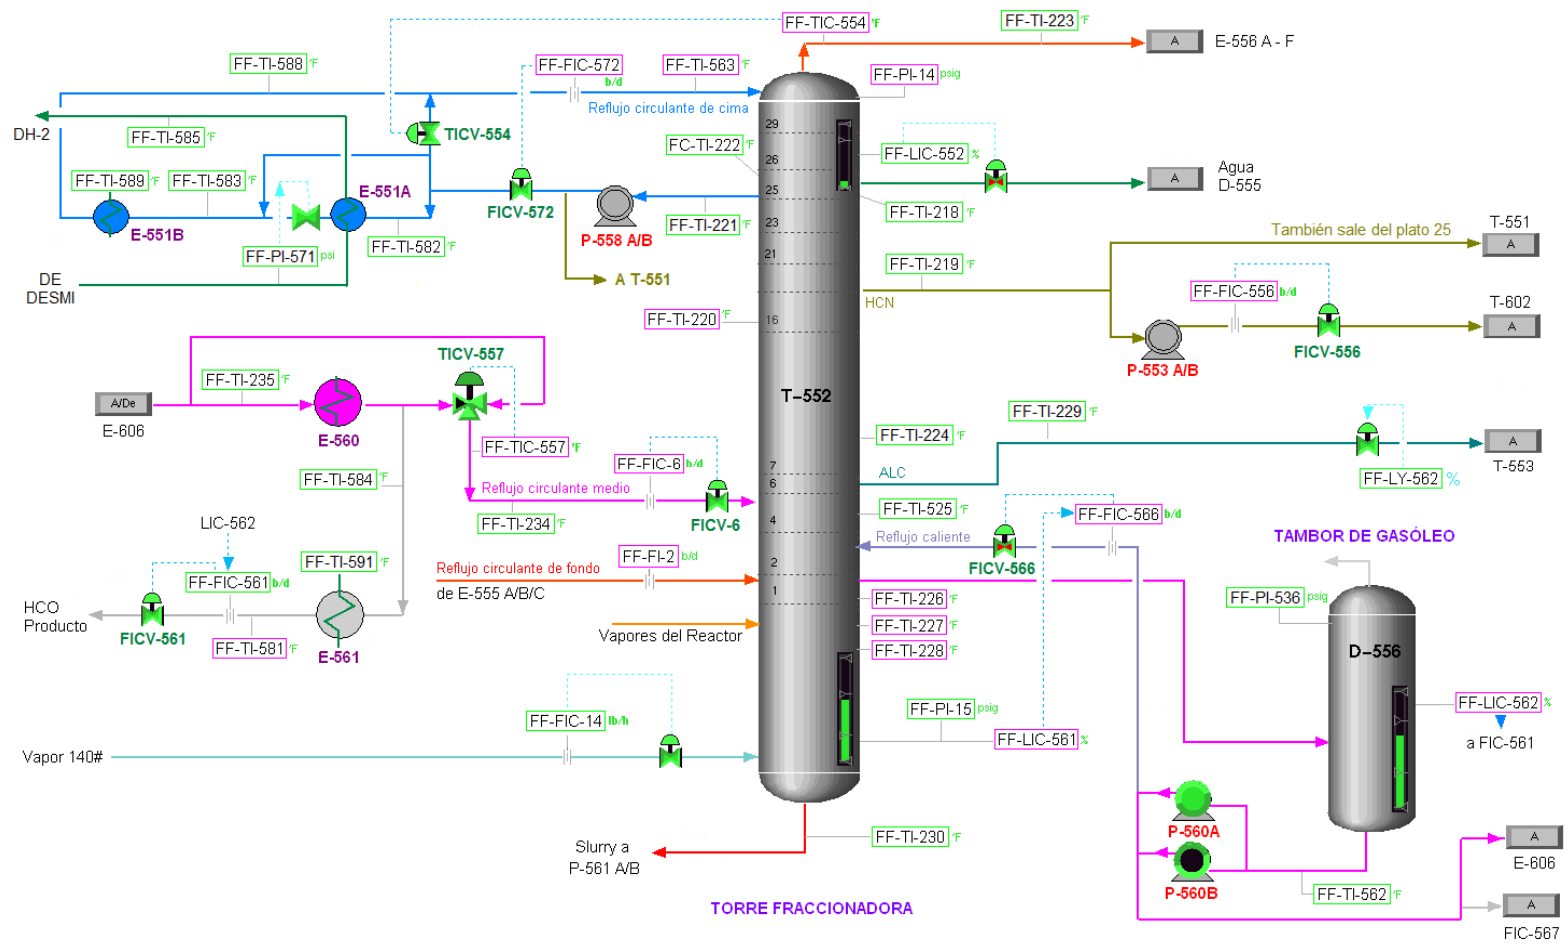 FF-TIC-554 °F
FF-TI-223 °F
A
E-556 A - F
FF-TI-588 °F
FF-FIC-572
b/d
FF-TI-563 °F
FF-PI-14 psig
Reflujo circulante de cima
DH-2
FF-TI-585 °F
TICV-554
29
FC-TI-222 °F
26
FF-LIC-552 %
Agua
D-555
A
FF-TI-589 °F
FF-TI-583 °F
E-551A
25
FICV-572
FF-TI-218 °F
E-551B
FF-TI-582 °F
P-558 A/B
FF-TI-221 °F
23
También sale del plato 25
T-551
A
FF-PI-571 psi
21
FF-TI-219 °F
DE
DESMI
A T-551
HCN
FF-FIC-556 b/d
T-602
A
FF-TI-220 °F
16
FICV-556
P-553 A/B
TICV-557
FF-TI-235 °F
A/De
E-606
E-560
T-552
FF-TI-229 °F
FF-TI-224 °F
A
T-553
FF-TIC-557 °F
FF-FIC-6 b/d
7
ALC
FF-TI-584 °F
6
FF-LY-562 %
Reflujo circulante medio
FF-TI-234 °F
FICV-6
FF-TI-525 °F
FF-FIC-566 b/d
4
LIC-562
Reflujo caliente
TAMBOR DE GASÓLEO
FF-TI-591 °F
FF-FI-2 b/d
FICV-566
2
Reflujo circulante de fondo
de E-555 A/B/C
FF-FIC-561 b/d
1
FF-TI-226 °F
FF-PI-536 psig
HCO
Producto
FICV-561
FF-TI-581 °F
E-561
Vapores del Reactor
FF-TI-227 °F
FF-TI-228 °F
D-556
FF-FIC-14 lb/h
FF-PI-15 psig
FF-LIC-562 %
FF-LIC-561 %
a FIC-561
Vapor 140#
P-560A
Slurry a
P-561 A/B
FF-TI-230 °F
A
E-606
P-560B
FF-TI-562 °F
TORRE FRACCIONADORA
A
FIC-567